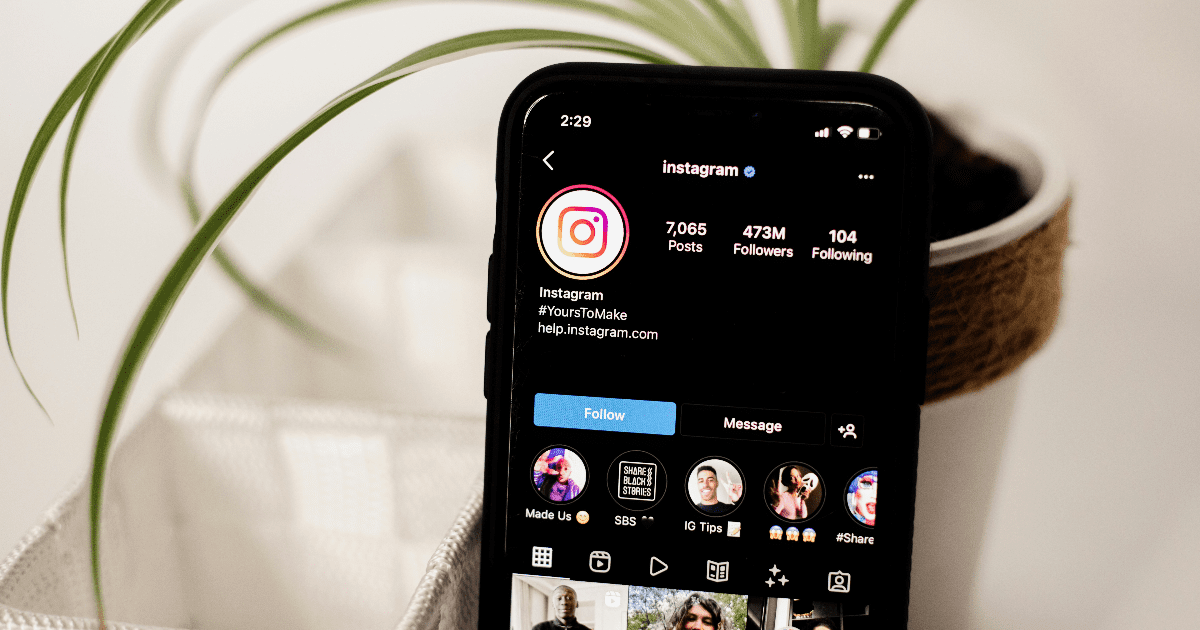 2:29
instagram
7,065 473M 104
Posts Followers Following
Instagram
#YoursToMake
help.instagram.com
Follow Message
SHARE
BLACK
STORIES
Made Us 😳 SBS IG Tips 📝 😱😱😱 #Share